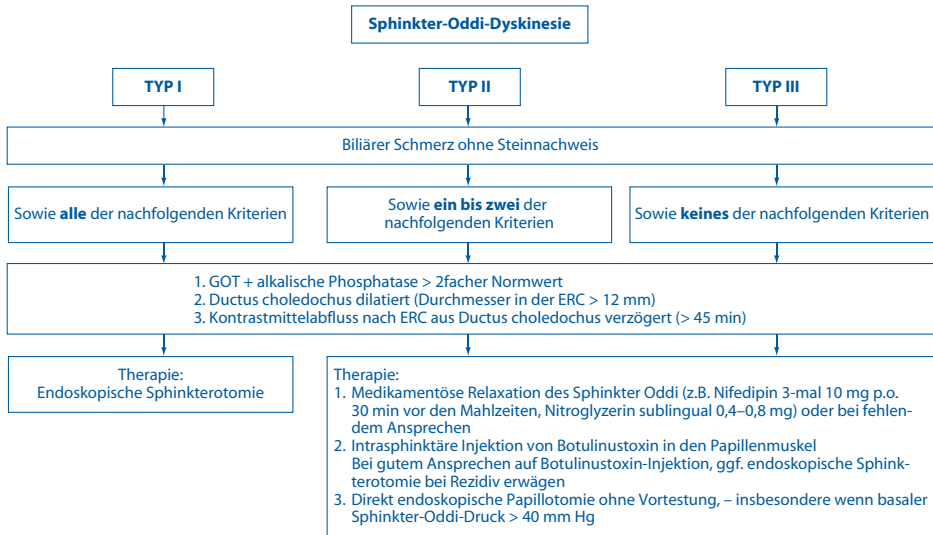 Sphinkter-Oddi-Dyskinesie
TYP I
TYP II
TYP III
Biliärer Schmerz ohne Steinnachweis
Sowie alle der nachfolgenden Kriterien
Sowie ein bis zwei der
nachfolgenden Kriterien
Sowie keines der nachfolgenden Kriterien
1. GOT + alkalische Phosphatase > 2facher Normwert
2. Ductus choledochus dilatiert (Durchmesser in der ERC > 12 mm)
3. Kontrastmittelabfluss nach ERC aus Ductus choledochus verzögert (> 45 min)
Therapie:
Endoskopische Sphinkterotomie
Therapie:
1. Medikamentöse Relaxation des Sphinkter Oddi (z.B. Nifedipin 3-mal 10 mg p.o.
30 min vor den Mahlzeiten, Nitroglyzerin sublingual 0,4–0,8 mg) oder bei fehlen-
dem Ansprechen
2. Intrasphinktäre Injektion von Botulinustoxin in den Papillenmuskel
Bei gutem Ansprechen auf Botulinustoxin-Injektion, ggf. endoskopische Sphink-
terotomie bei Rezidiv erwägen
3. Direkt endoskopische Papillotomie ohne Vortestung, – insbesondere wenn basaler
Sphinkter-Oddi-Druck > 40 mm Hg